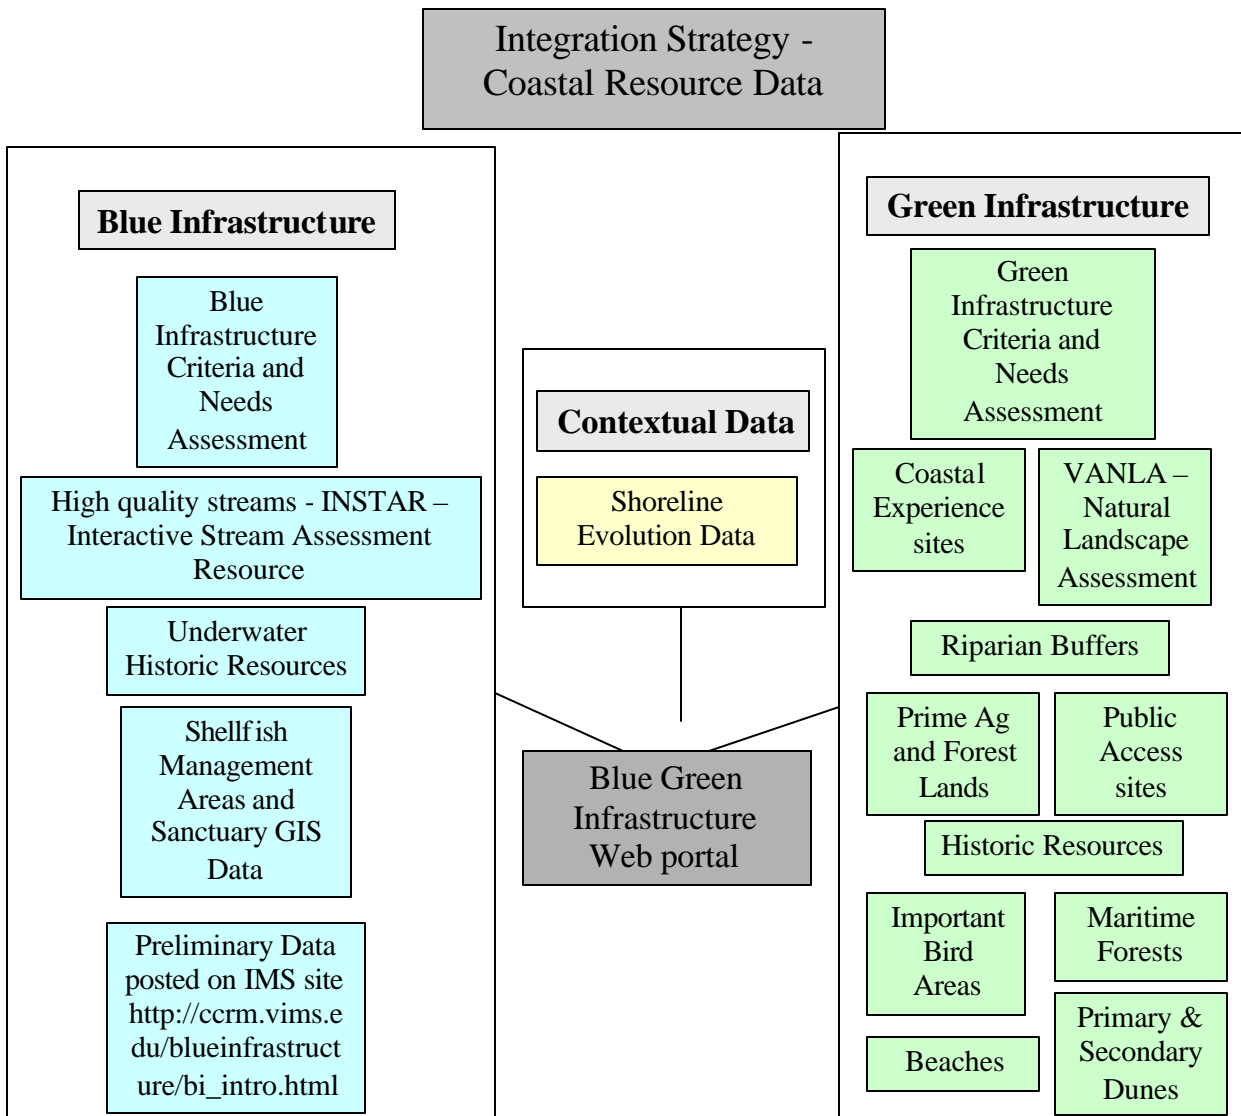 Integration Strategy -
Coastal Resource Data
Blue Infrastructure
Blue
Infrastructure
Criteria and
Needs
Assessment
High quality streams - INSTAR –
Interactive Stream Assessment
Resource
Underwater
Historic Resources
Shellfish
Management
Areas and
Sanctuary GIS
Data
Preliminary Data
posted on IMS site
http://ccrm.vims.e
du/blueinfrastruct
ure/bi_intro.html
Contextual Data
Shoreline
Evolution Data
Blue Green
Infrastructure
Web portal
Green Infrastructure
Green
Infrastructure
Criteria and
Needs
Assessment
Coastal
Experience
sites
VANLA –
Natural
Landscape
Assessment
Riparian Buffers
Prime Ag
and Forest
Lands
Public
Access
sites
Historic Resources
Important
Bird
Areas
Maritime
Forests
Beaches
Primary &
Secondary
Dunes